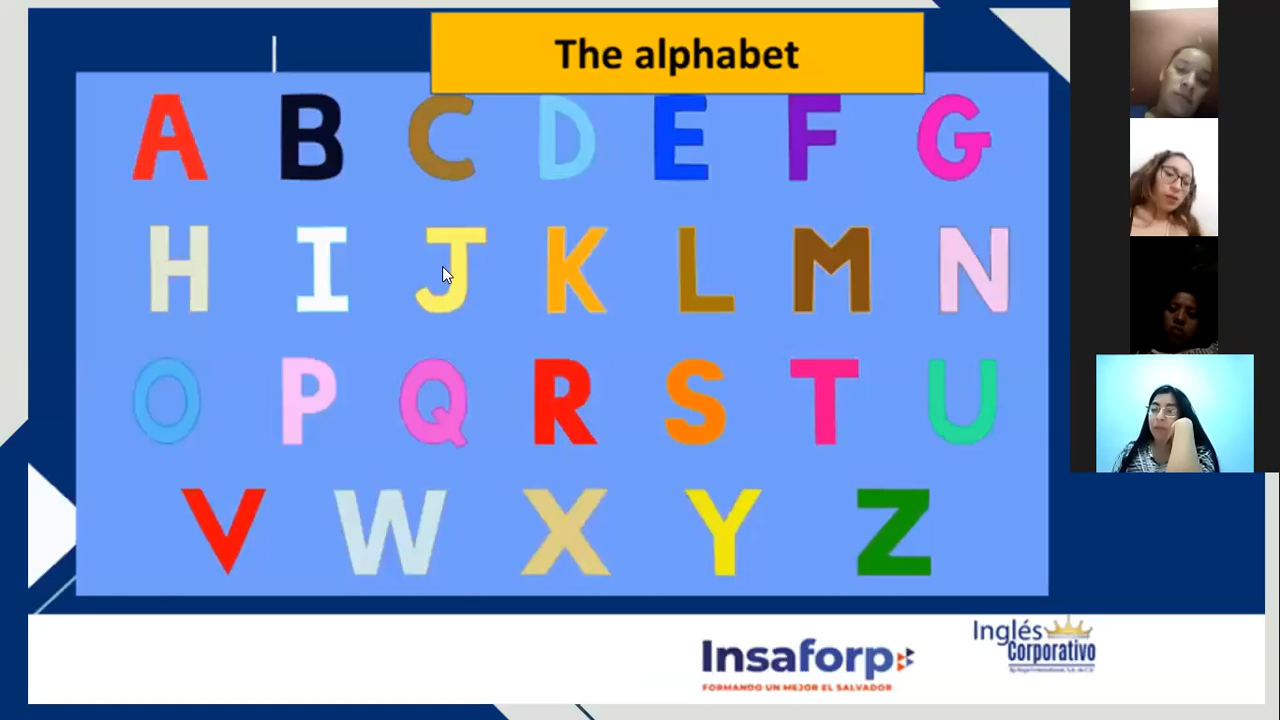 The alphabet
A B C D E F G
H I J K L M N
O P Q R S T U
V W X Y Z
Insaforp
FORMANDO UN MEJOR EL SALVADOR
Inglés
Corporativo